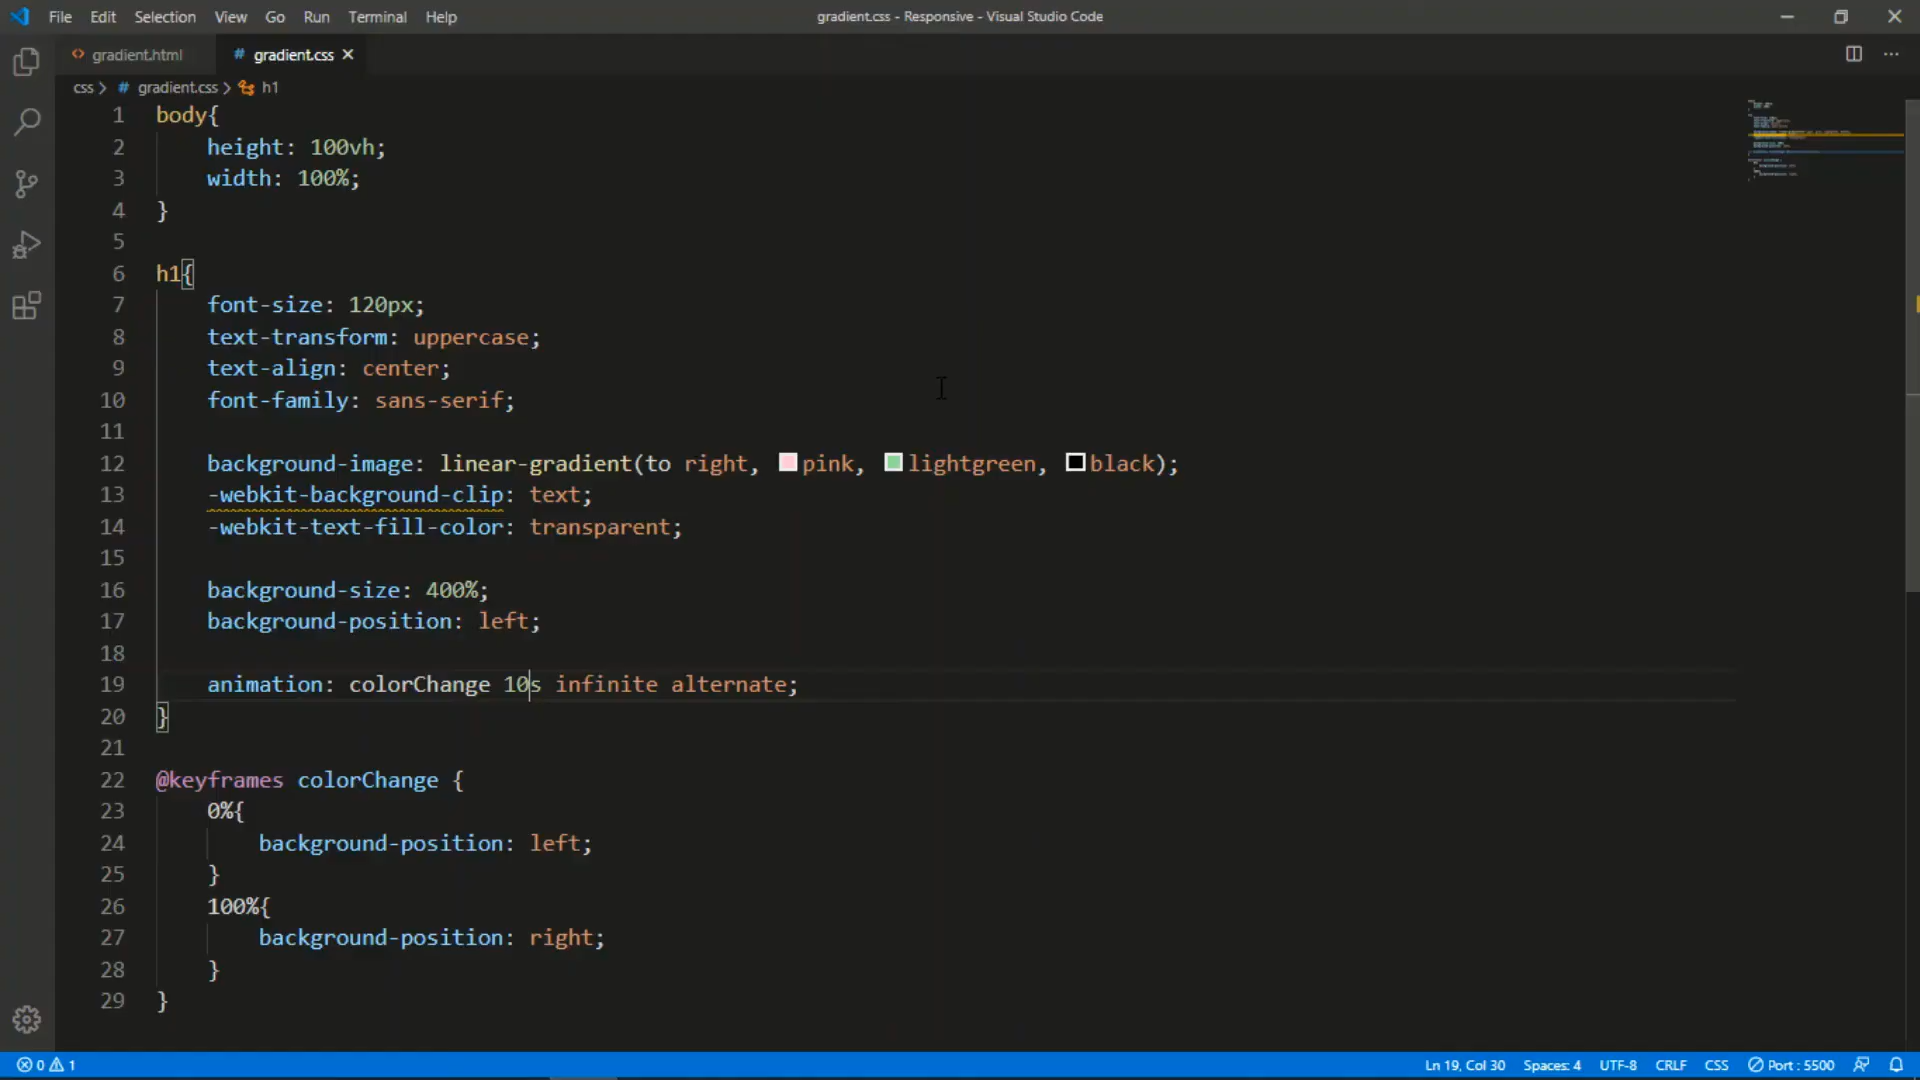 File Edit Selection View Go Run Terminal Help gradient.css - Responsive - Visual Studio Code
gradient.html # gradient.css
css > # gradient.css > h1
1 body{
2 height: 100vh;
3 width: 100%;
4 }
5
6 h1{
7 font-size: 120px;
8 text-transform: uppercase;
9 text-align: center;
10 font-family: sans-serif;
11
12 background-image: linear-gradient(to right, pink, lightgreen, black);
13 -webkit-background-clip: text;
14 -webkit-text-fill-color: transparent;
15
16 background-size: 400%;
17 background-position: left;
18
19 animation: colorChange 10s infinite alternate;
20 }
21
22 @keyframes colorChange {
23 0%{
24 background-position: left;
25 }
26 100%{
27 background-position: right;
28 }
29 }
0 1 Ln 19, Col 30 Spaces: 4 UTF-8 CRLF CSS Port : 5500